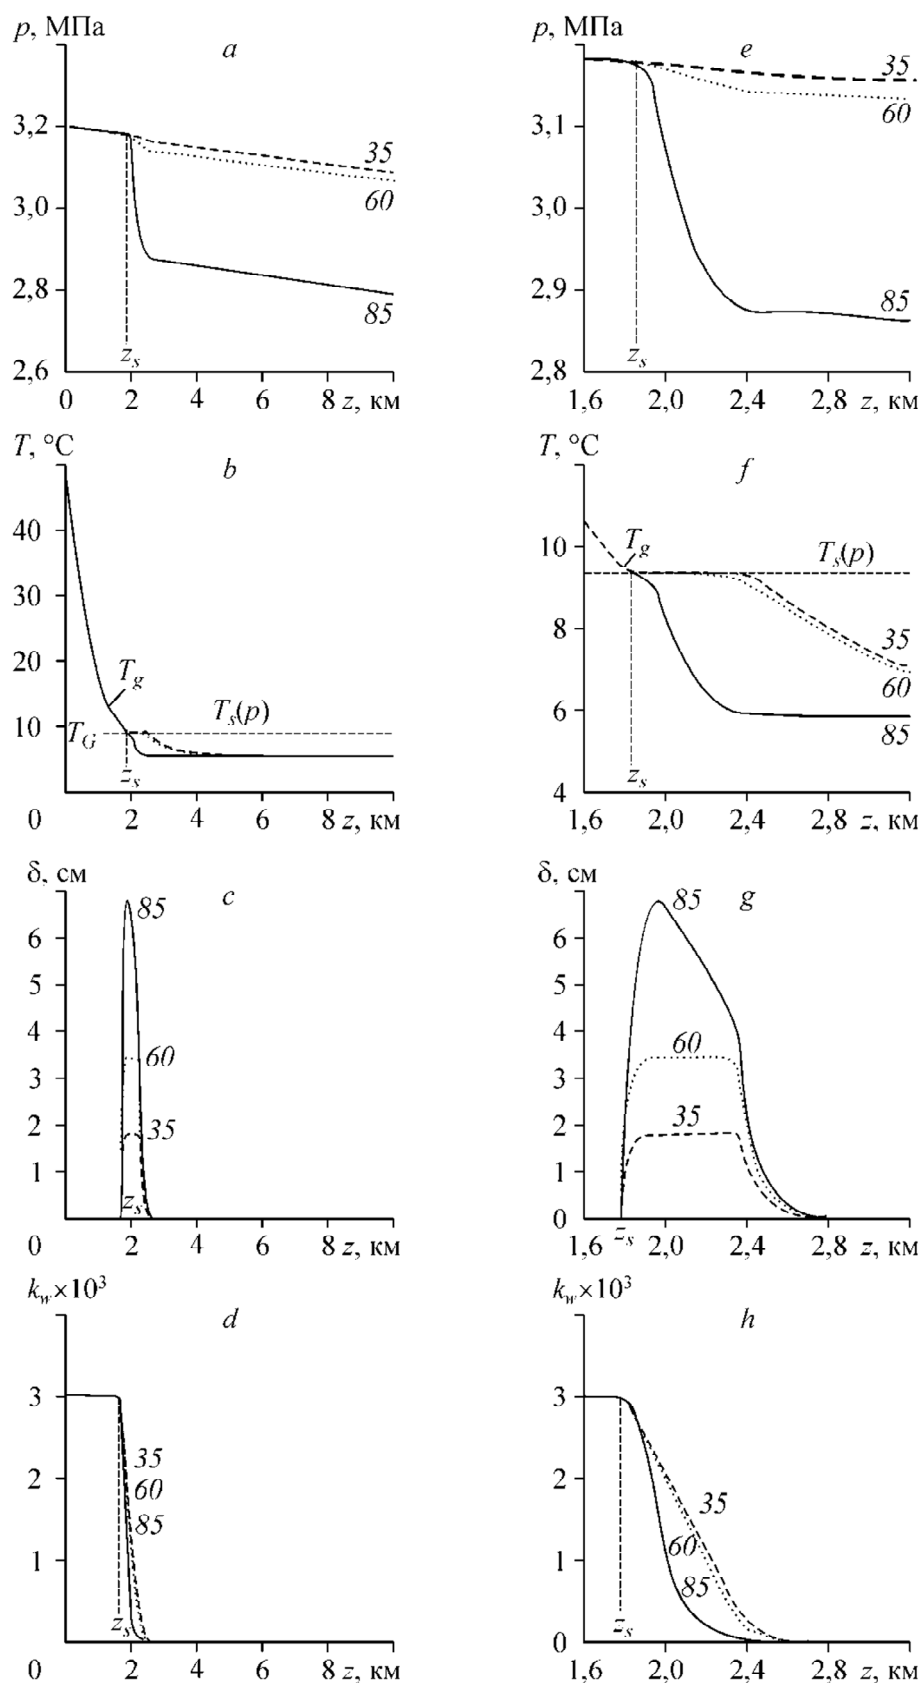 p, МПа
a
3,2
35
60
3,0
2,8
85
z_s
2,6
0 2 4 6 8 z, км
p, МПа
e
35
60
3,1
3,0
2,9
85
z_s
2,8
1,6 2,0 2,4 2,8 z, км
T, °C
b
40
30
20
T_g
T_s(p)
10
T_G
z_s
0 2 4 6 8 z, км
T, °C
f
10
T_g
T_s(p)
8
35
60
6
85
z_s
4
1,6 2,0 2,4 2,8 z, км
δ, см
c
85
6
5
4
60
3
2
35
1
z_s
0 2 4 6 8 z, км
δ, см
g
85
6
5
4
60
3
35
2
1
0
z_s
1,6 2,0 2,4 2,8 z, км
k_w×10³
d
3
35
60
2
85
1
z_s
0 2 4 6 8 z, км
k_w×10³
h
3
2
35
60
1
85
z_s
0
1,6 2,0 2,4 2,8 z, км